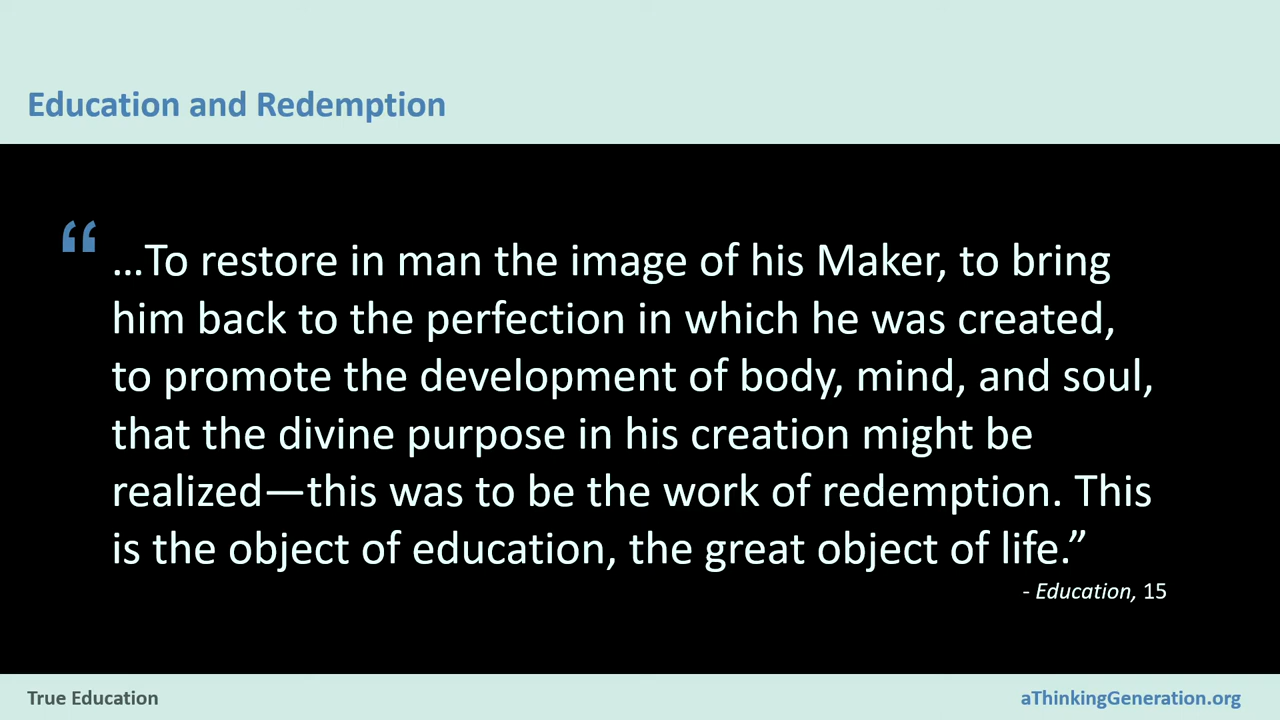 Education and Redemption
“ …To restore in man the image of his Maker, to bring
him back to the perfection in which he was created,
to promote the development of body, mind, and soul,
that the divine purpose in his creation might be
realized—this was to be the work of redemption. This
is the object of education, the great object of life.”
- Education, 15
True Education
aThinkingGeneration.org